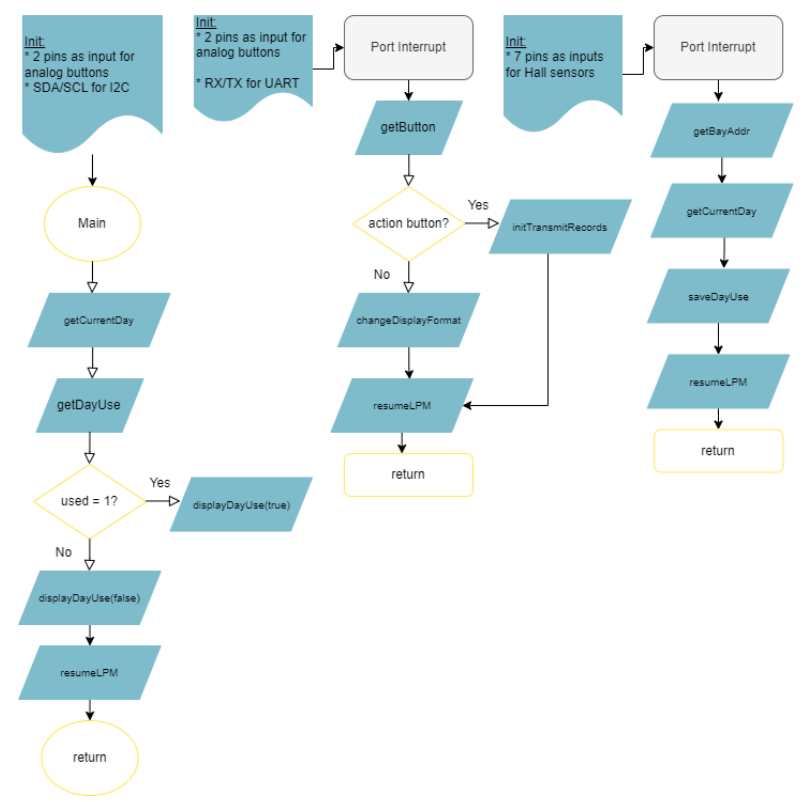 Init:
* 2 pins as input for
analog buttons
* SDA/SCL for I2C
Main
getCurrentDay
getDayUse
used = 1?
Yes
displayDayUse(true)
No
displayDayUse(false)
resumeLPM
return
Init:
* 2 pins as input for
analog buttons
* RX/TX for UART
Port Interrupt
getButton
action button?
Yes
initTransmitRecords
No
changeDisplayFormat
resumeLPM
return
Init:
* 7 pins as inputs
for Hall sensors
Port Interrupt
getBayAddr
getCurrentDay
saveDayUse
resumeLPM
return